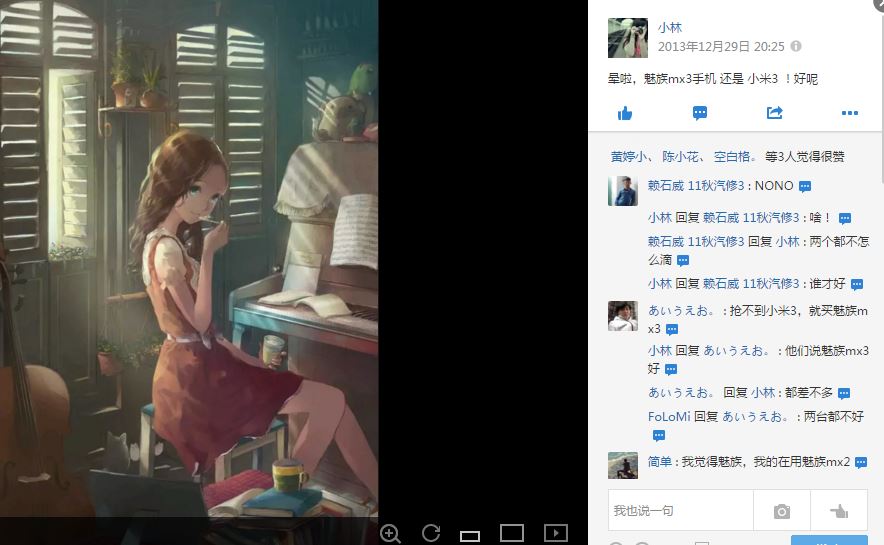 小林
2013年12月29日 20:25
晕啦，魅族mx3手机 还是 小米3 ！好呢
黄婷小、 陈小花、 空白格。 等3人觉得很赞
赖石威 11秋汽修3 : NONO
小林 回复 赖石威 11秋汽修3 : 啥！
赖石威 11秋汽修3 回复 小林 : 两个都不怎
么滴
小林 回复 赖石威 11秋汽修3 : 谁才好
あいうえお。 : 抢不到小米3，就买魅族m
x3
小林 回复 あいうえお。 : 他们说魅族mx3
好
あいうえお。 回复 小林 : 都差不多
FoLoMi 回复 あいうえお。 : 两台都不好
简单 : 我觉得魅族，我的在用魅族mx2
我也说一句